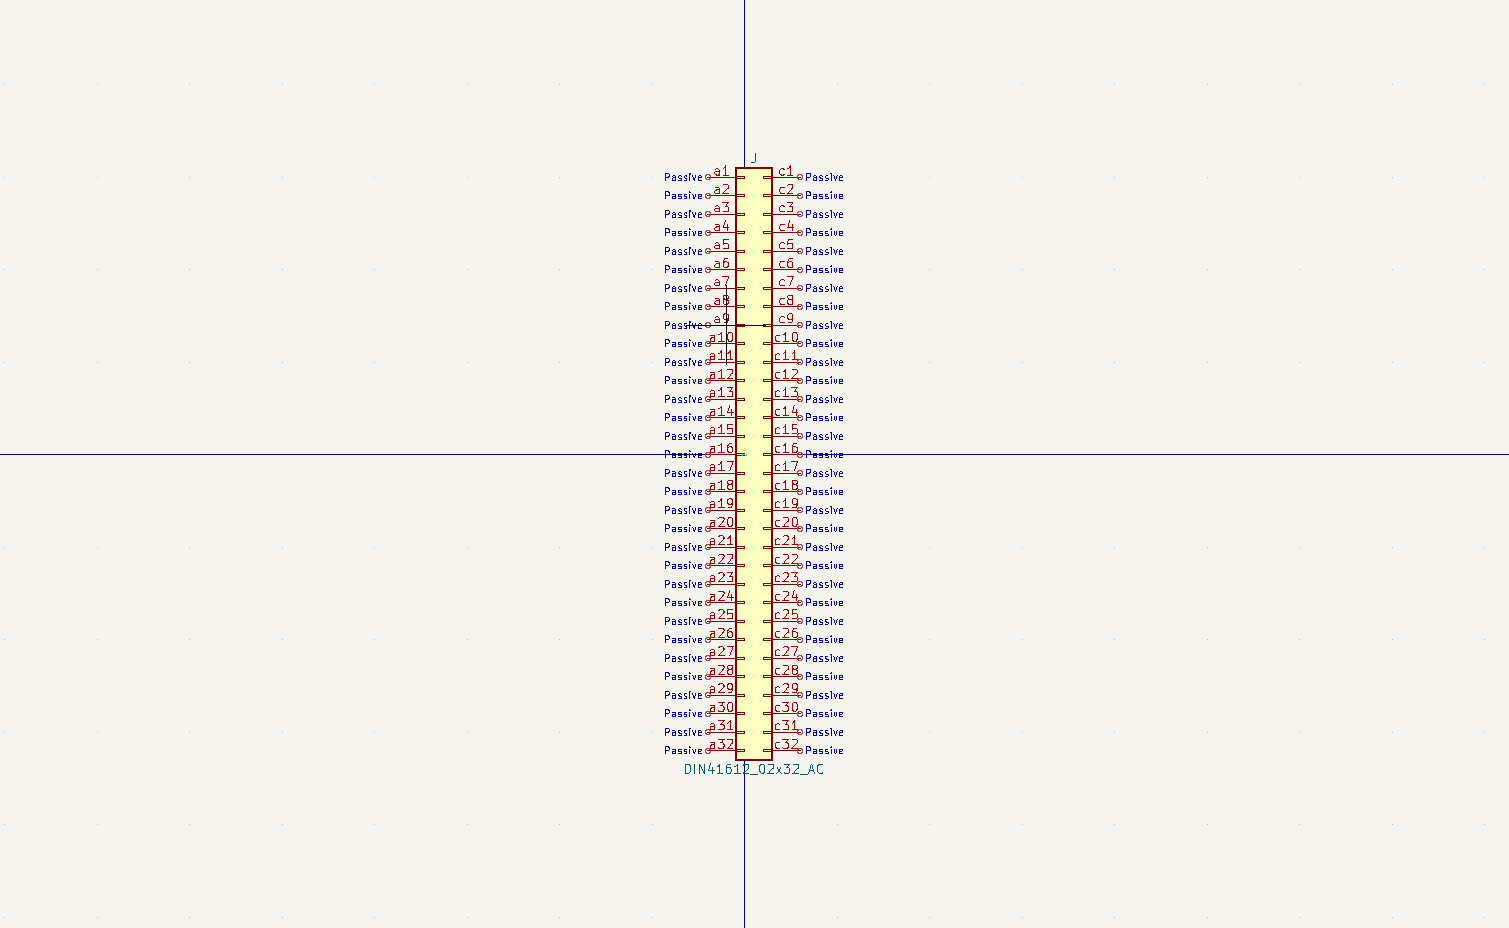 J
Passive a1 c1 Passive
Passive a2 c2 Passive
Passive a3 c3 Passive
Passive a4 c4 Passive
Passive a5 c5 Passive
Passive a6 c6 Passive
Passive a7 c7 Passive
Passive a8 c8 Passive
Passive a9 c9 Passive
Passive a10 c10 Passive
Passive a11 c11 Passive
Passive a12 c12 Passive
Passive a13 c13 Passive
Passive a14 c14 Passive
Passive a15 c15 Passive
Passive a16 c16 Passive
Passive a17 c17 Passive
Passive a18 c18 Passive
Passive a19 c19 Passive
Passive a20 c20 Passive
Passive a21 c21 Passive
Passive a22 c22 Passive
Passive a23 c23 Passive
Passive a24 c24 Passive
Passive a25 c25 Passive
Passive a26 c26 Passive
Passive a27 c27 Passive
Passive a28 c28 Passive
Passive a29 c29 Passive
Passive a30 c30 Passive
Passive a31 c31 Passive
Passive a32 c32 Passive
DIN41612_02x32_AC